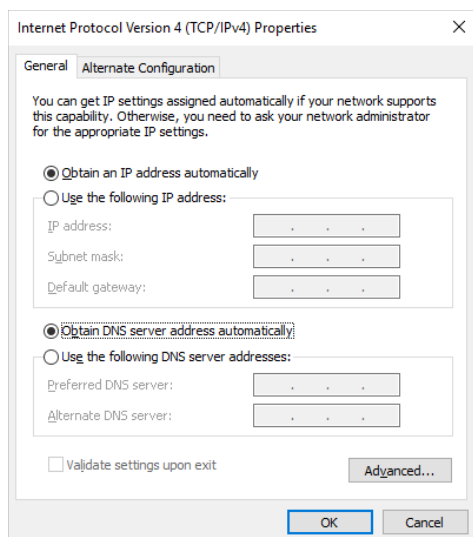 Internet Protocol Version 4 (TCP/IPv4) Properties
General
Alternate Configuration
You can get IP settings assigned automatically if your network supports
this capability. Otherwise, you need to ask your network administrator
for the appropriate IP settings.
Obtain an IP address automatically
Use the following IP address:
IP address:
Subnet mask:
Default gateway:
Obtain DNS server address automatically
Use the following DNS server addresses:
Preferred DNS server:
Alternate DNS server:
Validate settings upon exit
Advanced...
OK
Cancel